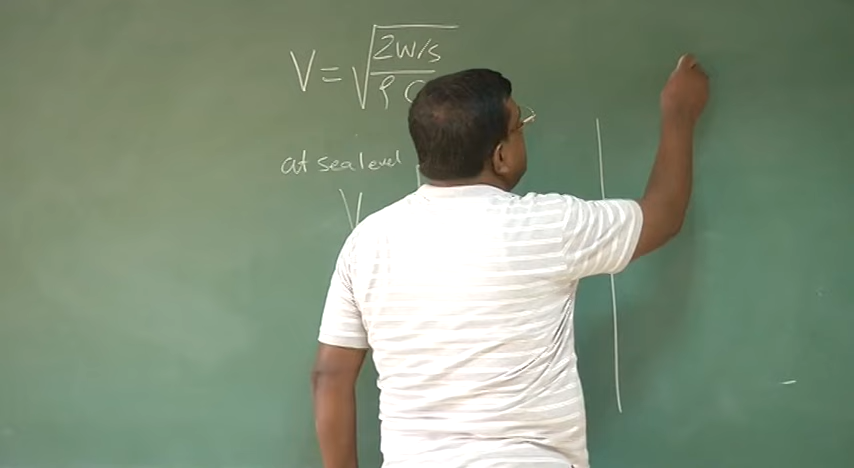 V = √ 2W/S
ρ C
at sea level
V